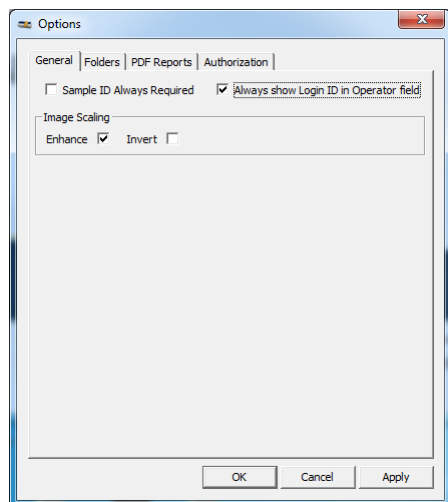 Options
General Folders PDF Reports Authorization
Sample ID Always Required Always show Login ID in Operator field
Image Scaling
Enhance Invert
OK Cancel Apply